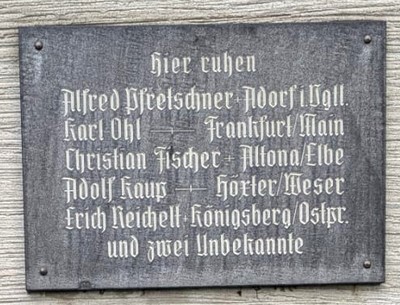 Hier ruhen
Alfred Pfretschner + Adorf i. Vgtl.
Karl Ohl + Frankfurt/Main
Christian Fischer + Altona/Elbe
Adolf Kaup + Höxter/Weser
Erich Reichelt + Königsberg/Ostpr.
und zwei Unbekannte